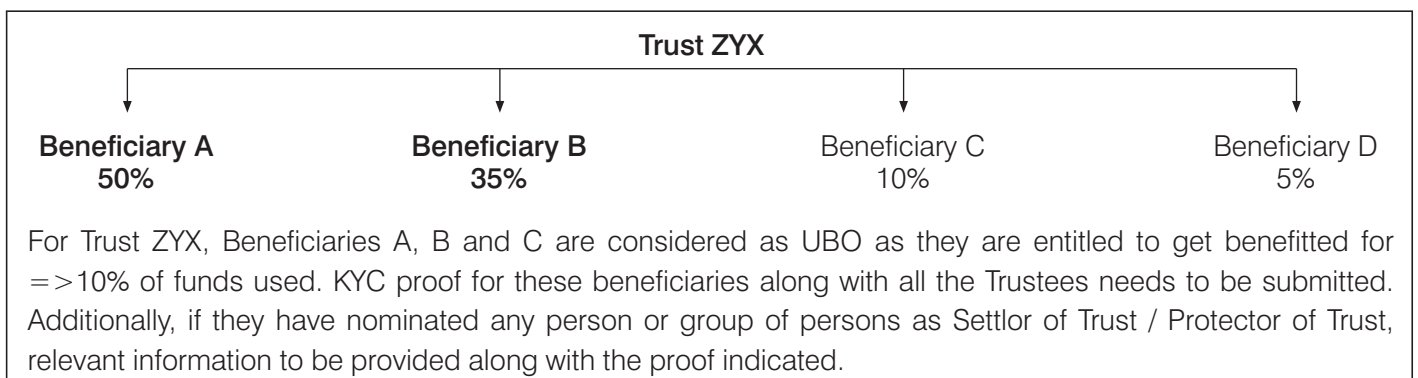 Trust ZYX
Beneficiary A Beneficiary B Beneficiary C Beneficiary D
50% 35% 10% 5%
For Trust ZYX, Beneficiaries A, B and C are considered as UBO as they are entitled to get benefitted for
=>10% of funds used. KYC proof for these beneficiaries along with all the Trustees needs to be submitted.
Additionally, if they have nominated any person or group of persons as Settlor of Trust / Protector of Trust,
relevant information to be provided along with the proof indicated.